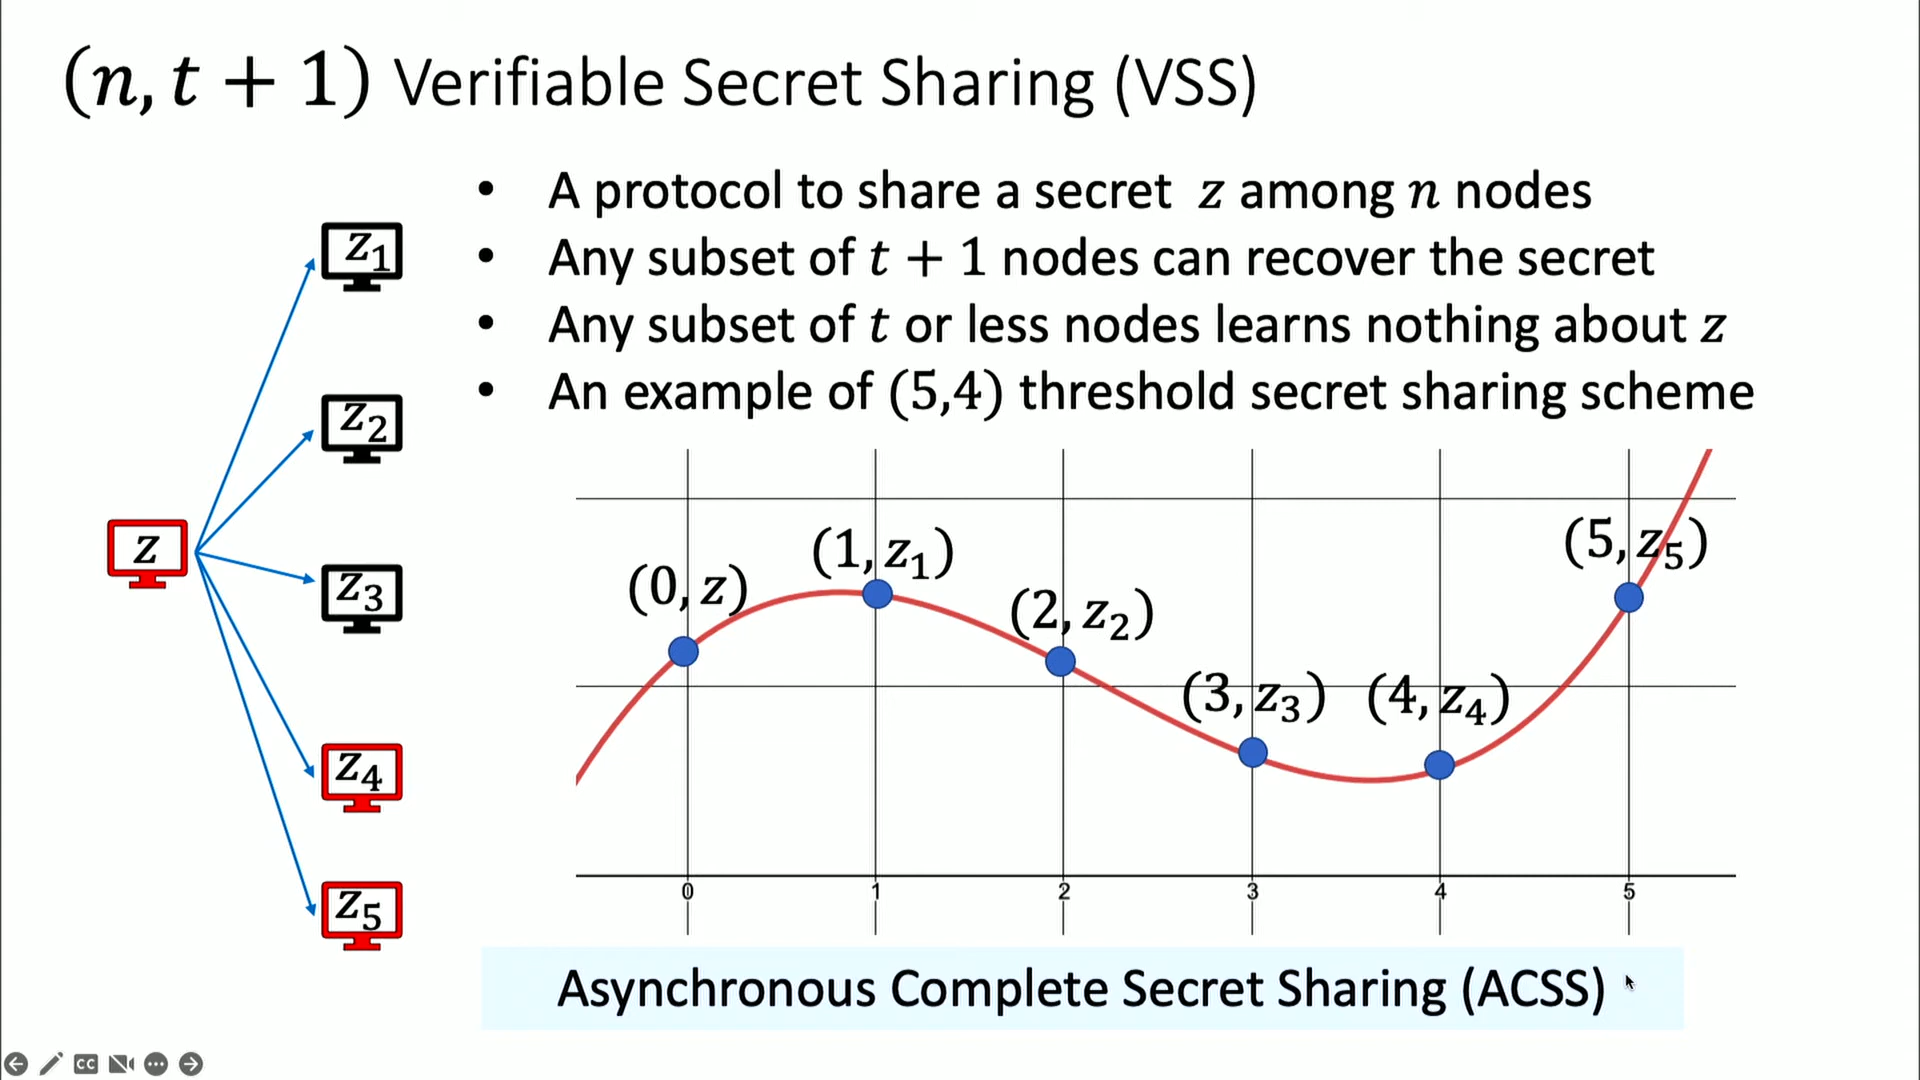 (n, t + 1) Verifiable Secret Sharing (VSS)
• A protocol to share a secret z among n nodes
• Any subset of t + 1 nodes can recover the secret
• Any subset of t or less nodes learns nothing about z
• An example of (5,4) threshold secret sharing scheme
z
z₁
z₂
z₃
z₄
z₅
(0, z)
(1, z₁)
(2, z₂)
(3, z₃)
(4, z₄)
(5, z₅)
0 1 2 3 4 5
Asynchronous Complete Secret Sharing (ACSS)
CC